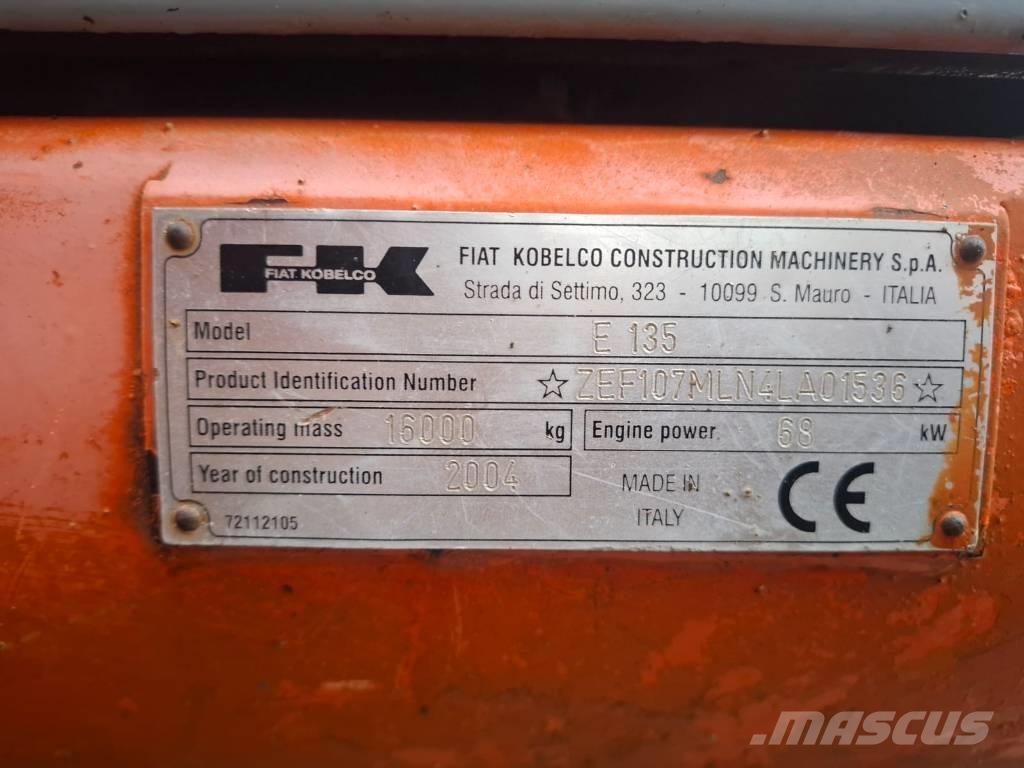 FK
FIAT KOBELCO
FIAT KOBELCO CONSTRUCTION MACHINERY S.p.A.
Strada di Settimo, 323 - 10099 S. Mauro - ITALIA
Model E 135
Product Identification Number ☆ZEF107MLN4LA01536☆
Operating mass 16000 kg
Engine power 68 kW
Year of construction 2004
MADE IN
ITALY
CE
72112105
MASCUS